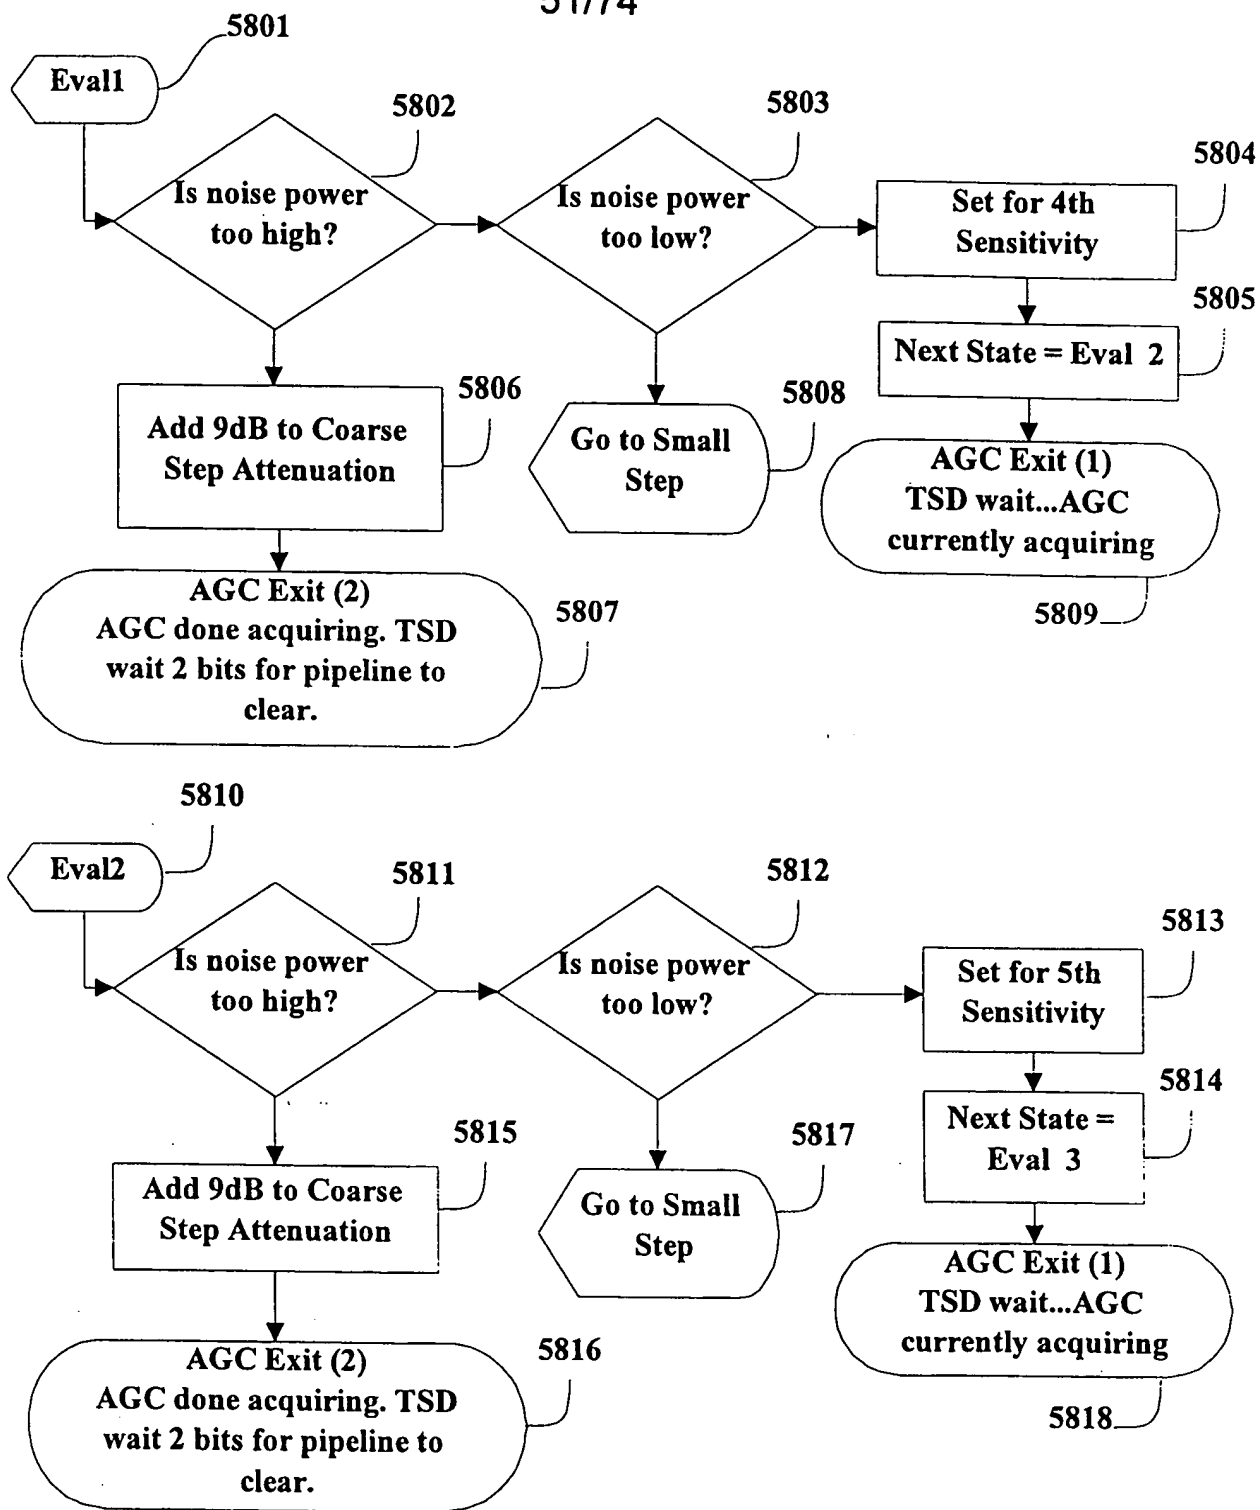 51/74
5801
Eval1
5802
Is noise power
too high?
5803
Is noise power
too low?
5804
Set for 4th
Sensitivity
5805
Next State = Eval 2
5806
Add 9dB to Coarse
Step Attenuation
5808
Go to Small
Step
AGC Exit (1)
TSD wait...AGC
currently acquiring
5809
AGC Exit (2)
AGC done acquiring. TSD
wait 2 bits for pipeline to
clear.
5807
5810
Eval2
5811
Is noise power
too high?
5812
Is noise power
too low?
5813
Set for 5th
Sensitivity
5814
Next State =
Eval 3
5815
Add 9dB to Coarse
Step Attenuation
5817
Go to Small
Step
AGC Exit (1)
TSD wait...AGC
currently acquiring
5818
AGC Exit (2)
AGC done acquiring. TSD
wait 2 bits for pipeline to
clear.
5816